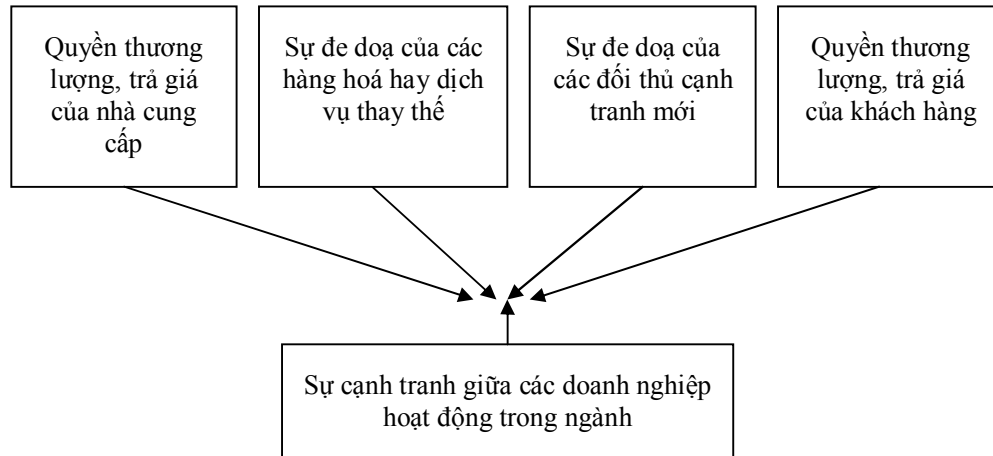 Quyền thương
lượng, trả giá
của nhà cung
cấp
Sự đe doạ của các
hàng hoá hay dịch
vụ thay thế
Sự đe doạ của
các đối thủ cạnh
tranh mới
Quyền thương
lượng, trả giá
của khách hàng
Sự cạnh tranh giữa các doanh nghiệp
hoạt động trong ngành